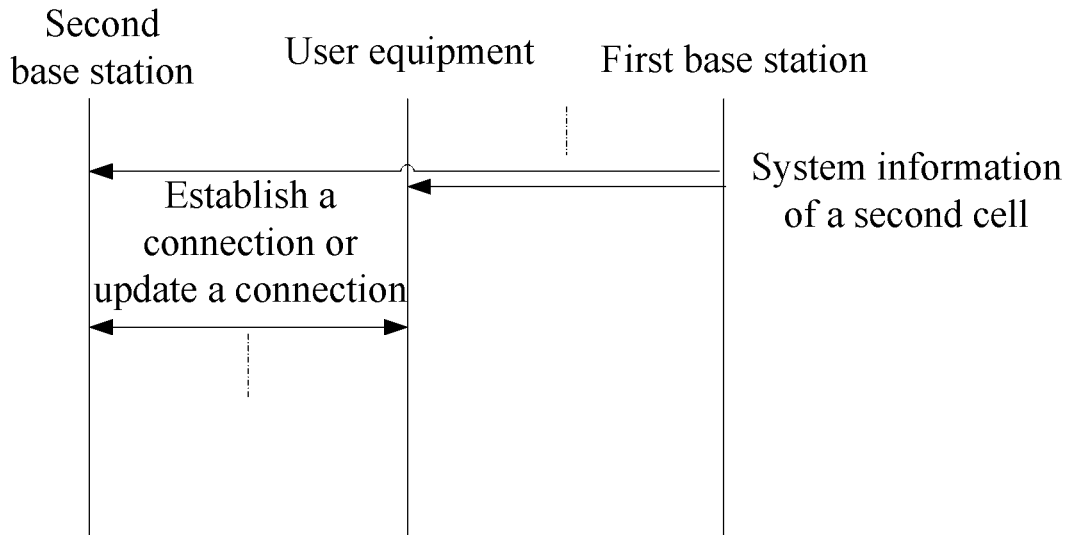 Second
base station
User equipment
First base station
System information
of a second cell
Establish a
connection or
update a connection